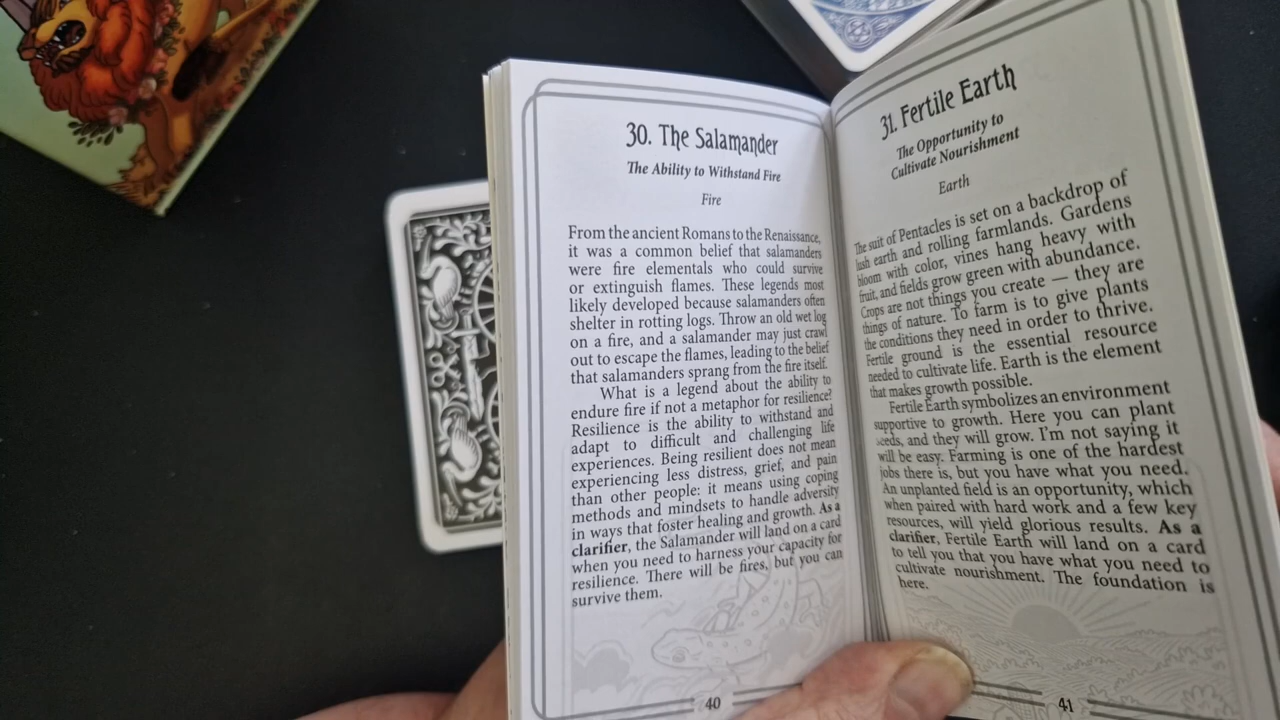 30. The Salamander
The Ability to Withstand Fire
Fire
From the ancient Romans to the Renaissance,
it was a common belief that salamanders
were fire elementals who could survive
or extinguish flames. These legends most
likely developed because salamanders often
shelter in rotting logs. Throw an old wet log
on a fire, and a salamander may just crawl
out to escape the flames, leading to the belief
that salamanders sprang from the fire itself.
What is a legend about the ability to
endure fire if not a metaphor for resilience?
Resilience is the ability to withstand and
adapt to difficult and challenging life
experiences. Being resilient does not mean
experiencing less distress, grief, and pain
than other people: it means using coping
methods and mindsets to handle adversity
in ways that foster healing and growth. As a
clarifier, the Salamander will land on a card
when you need to harness your capacity for
resilience. There will be fires, but you can
survive them.
40
31. Fertile Earth
The Opportunity to
Cultivate Nourishment
Earth
The suit of Pentacles is set on a backdrop of
lush earth and rolling farmlands. Gardens
bloom with color, vines hang heavy with
fruit, and fields grow green with abundance.
Crops are not things you create — they are
things of nature. To farm is to give plants
the conditions they need in order to thrive.
Fertile ground is the essential resource
needed to cultivate life. Earth is the element
that makes growth possible.
Fertile Earth symbolizes an environment
supportive to growth. Here you can plant
seeds, and they will grow. I'm not saying it
will be easy. Farming is one of the hardest
jobs there is, but you have what you need.
An unplanted field is an opportunity, which
when paired with hard work and a few key
resources, will yield glorious results. As a
clarifier, Fertile Earth will land on a card
to tell you that you have what you need to
cultivate nourishment. The foundation is
here.
41